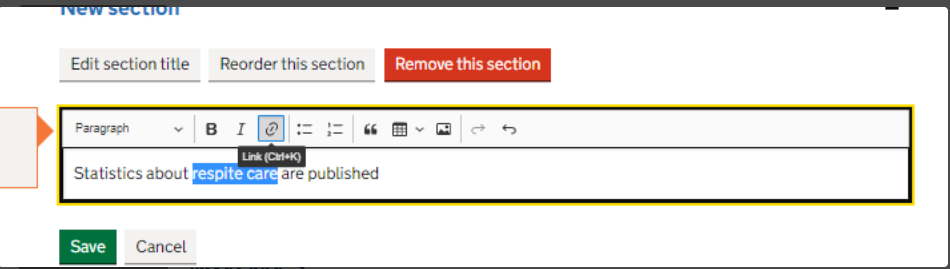 New section
Edit section title Reorder this section Remove this section
Paragraph B I
Link (Ctrl+K)
Statistics about respite care are published
Save Cancel